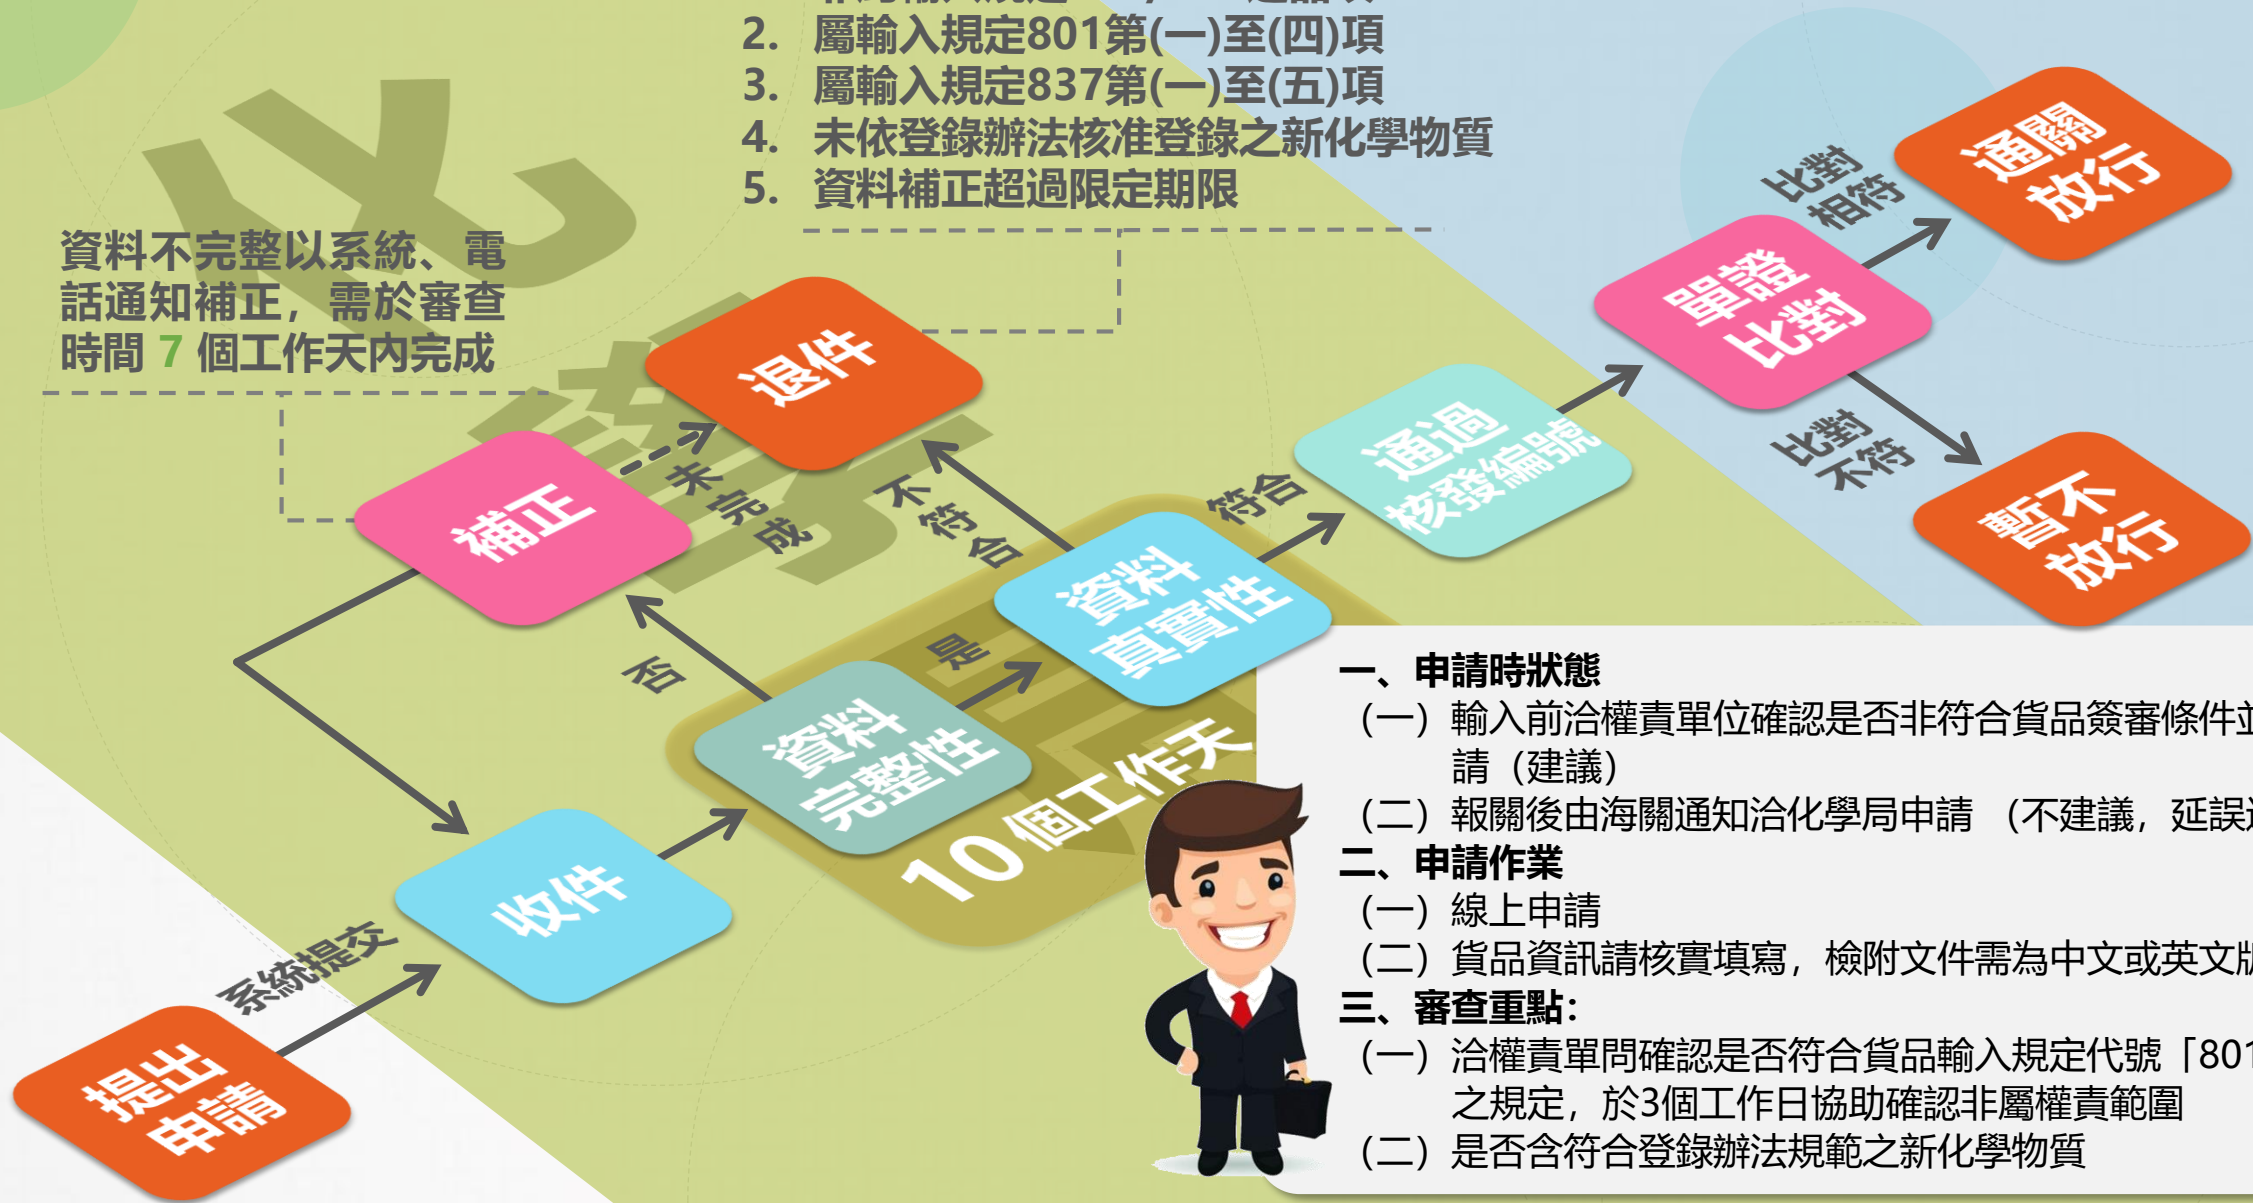 2. 屬輸入規定801第(一)至(四)項
3. 屬輸入規定837第(一)至(五)項
4. 未依登錄辦法核准登錄之新化學物質
5. 資料補正超過限定期限
資料不完整以系統、電
話通知補正，需於審查
時間 7 個工作天內完成
化
學
提出
申請
系統提交
收件
資料
完整性
10個工作天
否
是
補正
未完成
退件
資料
真實性
不符合
符合
通過
核發編號
單證
比對
比對
相符
通關
放行
比對
不符
暫不
放行
一、申請時狀態
（一）輸入前洽權責單位確認是否非符合貨品簽審條件並
請（建議）
（二）報關後由海關通知洽化學局申請 （不建議，延誤
二、申請作業
（一）線上申請
（二）貨品資訊請核實填寫，檢附文件需為中文或英文版
三、審查重點：
（一）洽權責單問確認是否符合貨品輸入規定代號「801
之規定，於3個工作日協助確認非屬權責範圍
（二）是否含符合登錄辦法規範之新化學物質